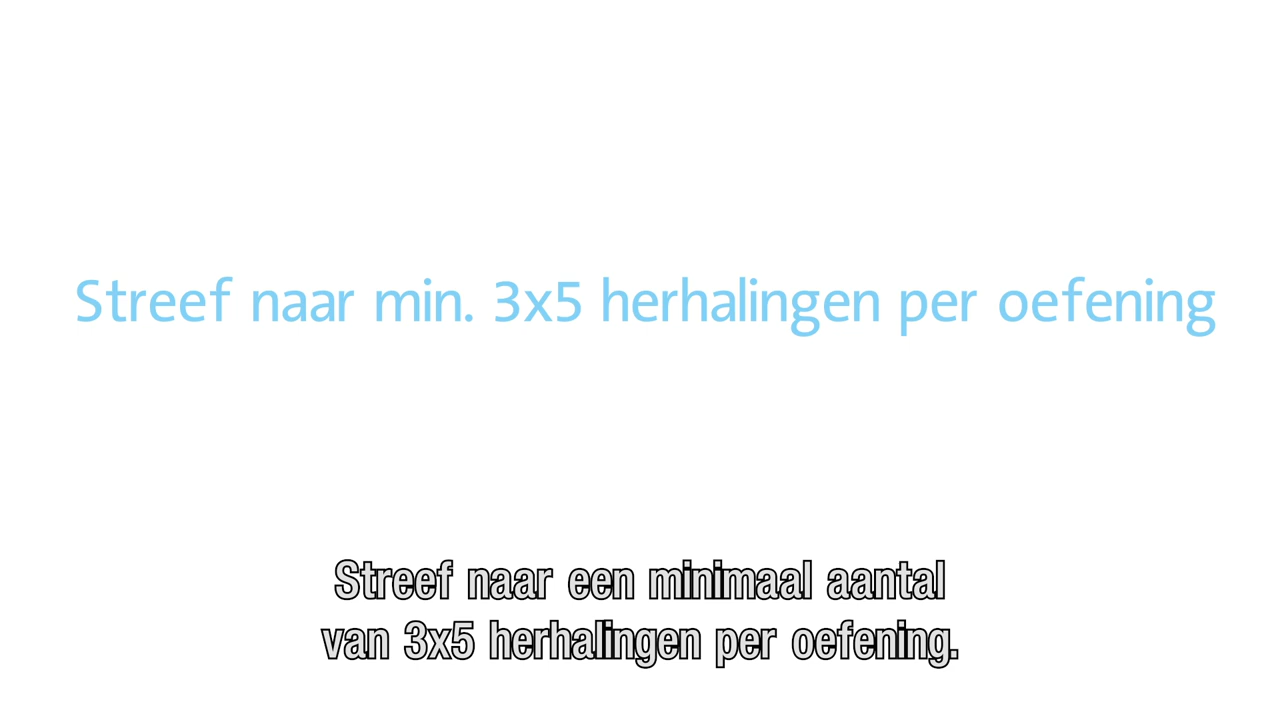 Streef naar min. 3x5 herhalingen per oefening
Streef naar een minimaal aantal
van 3x5 herhalingen per oefening.